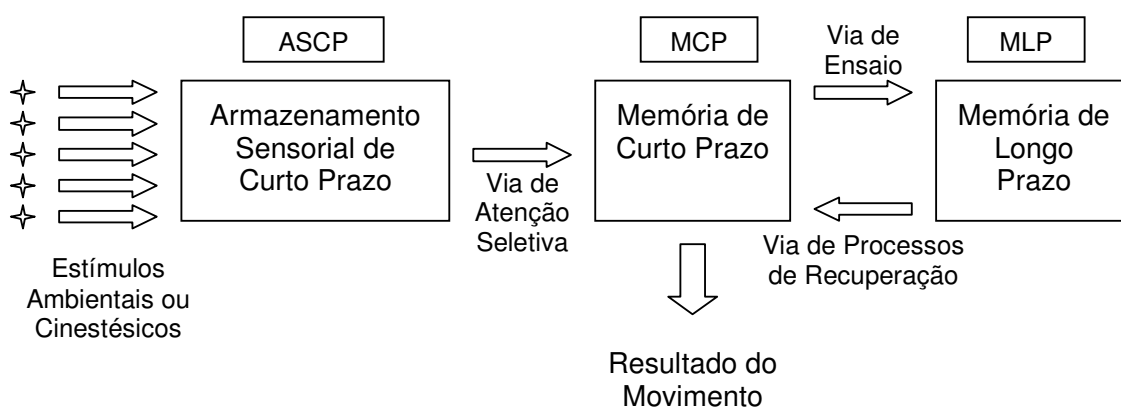 ASCP
MCP
Via de
Ensaio
MLP
Armazenamento
Sensorial de
Curto Prazo
Via de
Atenção
Seletiva
Memória de
Curto Prazo
Memória de
Longo
Prazo
Via de Processos
de Recuperação
Estímulos
Ambientais ou
Cinestésicos
Resultado do
Movimento